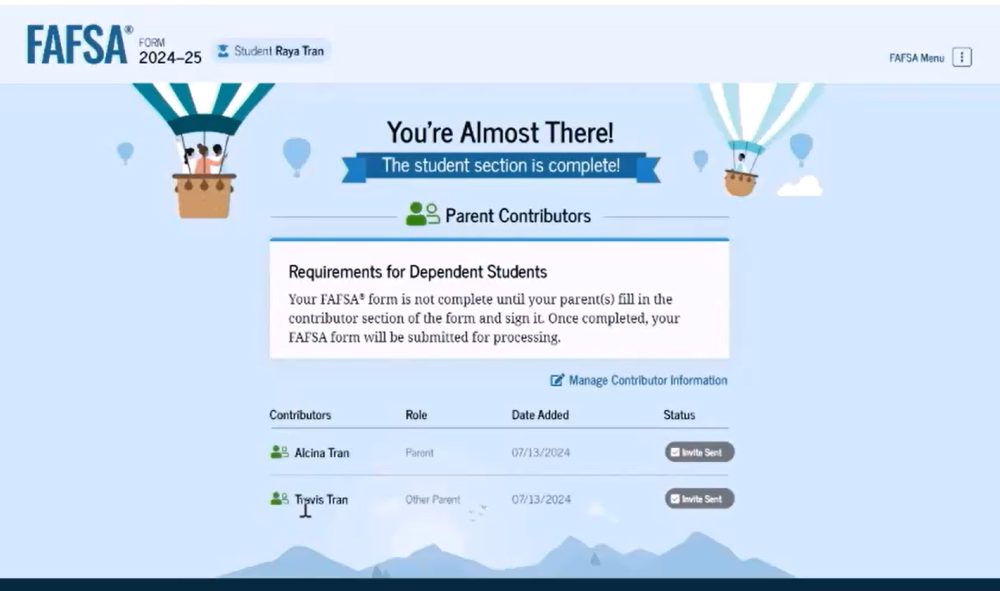 FAFSA®
FORM
2024–25
Student Raya Tran
FAFSA Menu
You're Almost There!
The student section is complete!
Parent Contributors
Requirements for Dependent Students
Your FAFSA® form is not complete until your parent(s) fill in the
contributor section of the form and sign it. Once completed, your
FAFSA form will be submitted for processing.
Manage Contributor Information
Contributors Role Date Added Status
Alcina Tran Parent 07/13/2024 Invite Sent
Travis Tran Other Parent 07/13/2024 Invite Sent